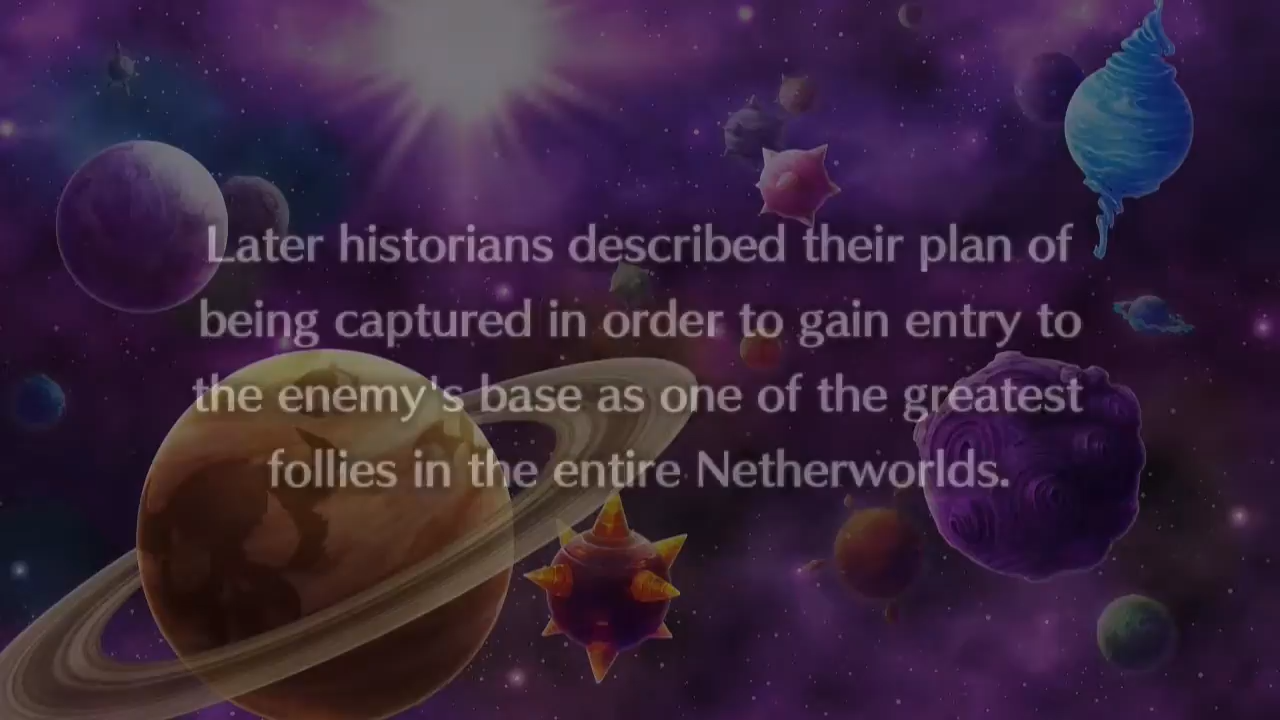 Later historians described their plan of
being captured in order to gain entry to
the enemy's base as one of the greatest
follies in the entire Netherworlds.